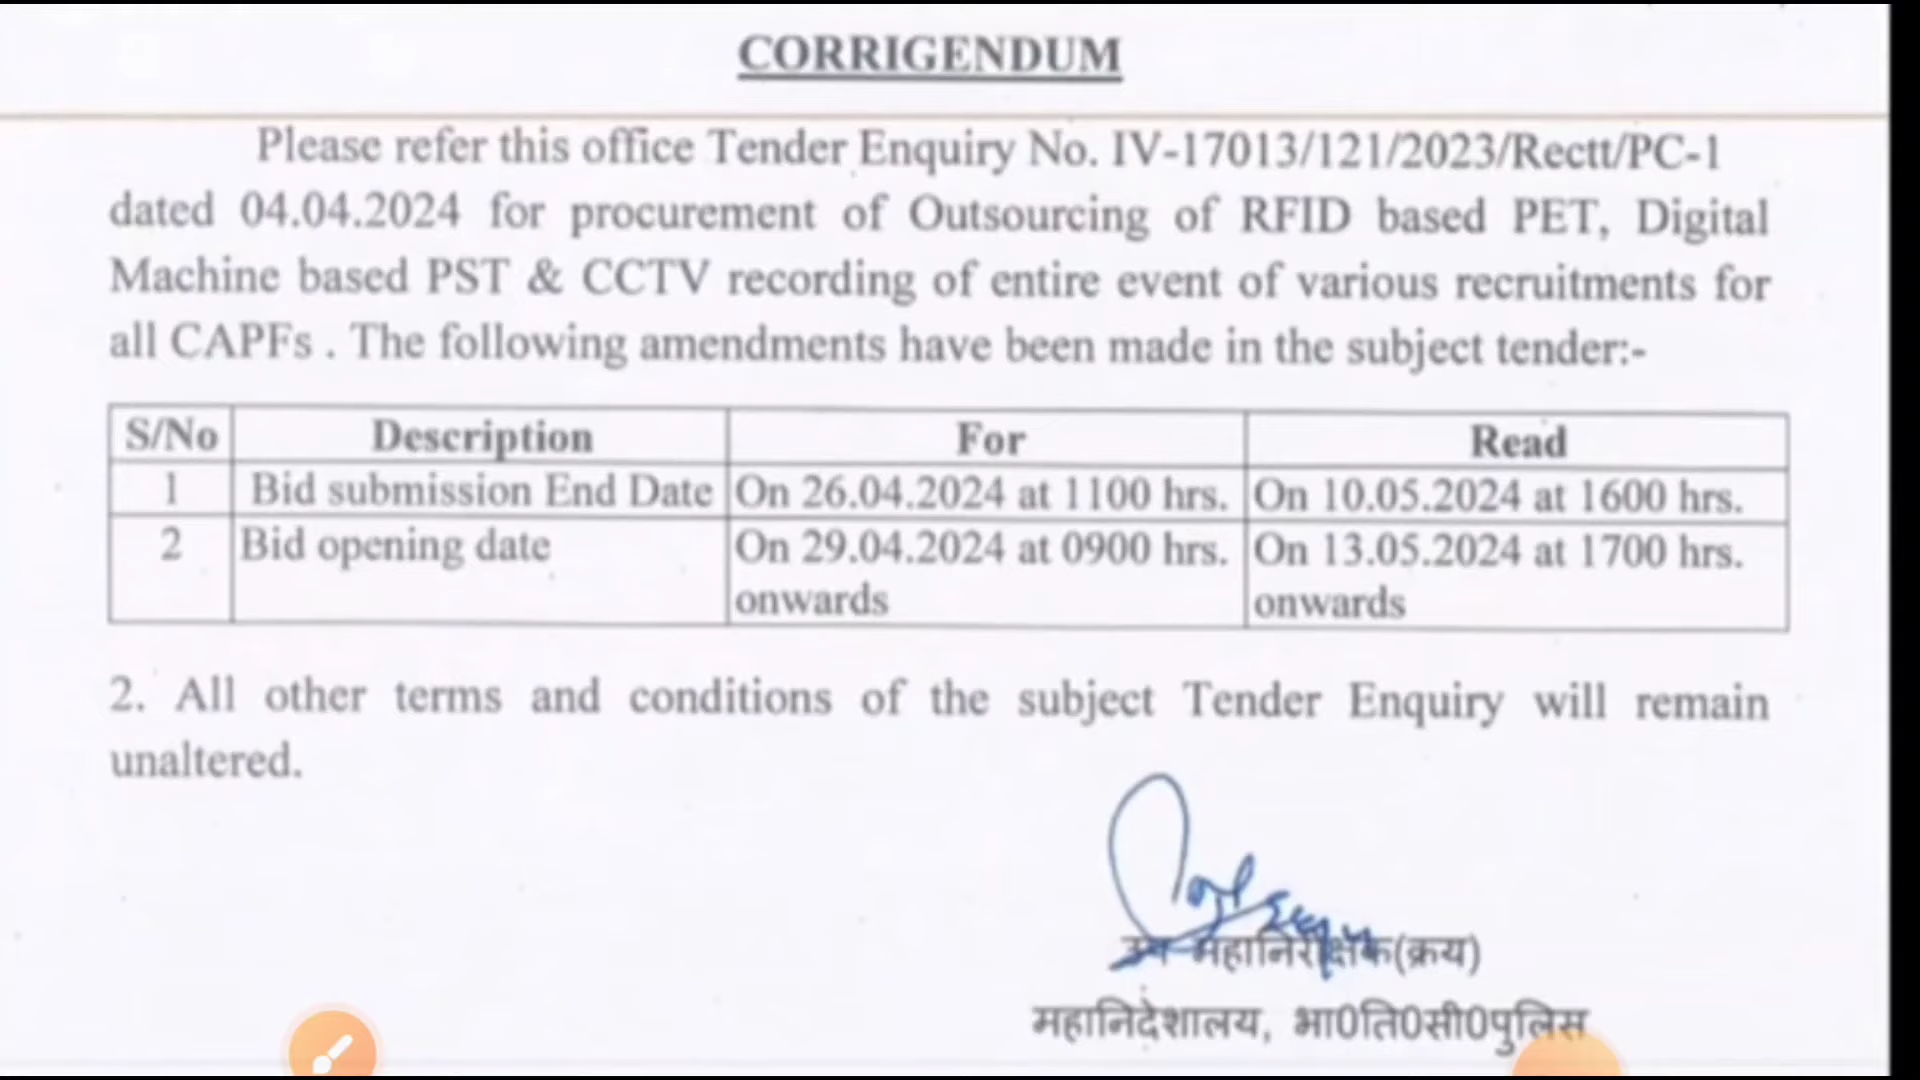 CORRIGENDUM
Please refer this office Tender Enquiry No. IV-17013/121/2023/Rectt/PC-1
dated 04.04.2024 for procurement of Outsourcing of RFID based PET, Digital
Machine based PST & CCTV recording of entire event of various recruitments for
all CAPFs . The following amendments have been made in the subject tender:-
S/No Description For Read
1 Bid submission End Date On 26.04.2024 at 1100 hrs. On 10.05.2024 at 1600 hrs.
2 Bid opening date On 29.04.2024 at 0900 hrs. On 13.05.2024 at 1700 hrs.
onwards onwards
2. All other terms and conditions of the subject Tender Enquiry will remain
unaltered.
उप महानिरीक्षक(क्रय)
महानिदेशालय, भा0ति0सी0पुलिस